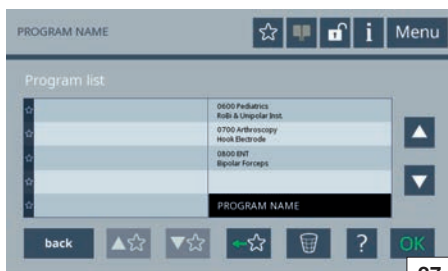 PROGRAM NAME
i
Menu
Program list
0600 Pediatrics
RoBi & Unipolar Inst.
0700 Arthroscopy
Hook Electrode
0800 ENT
Bipolar Forceps
PROGRAM NAME
back
?
OK